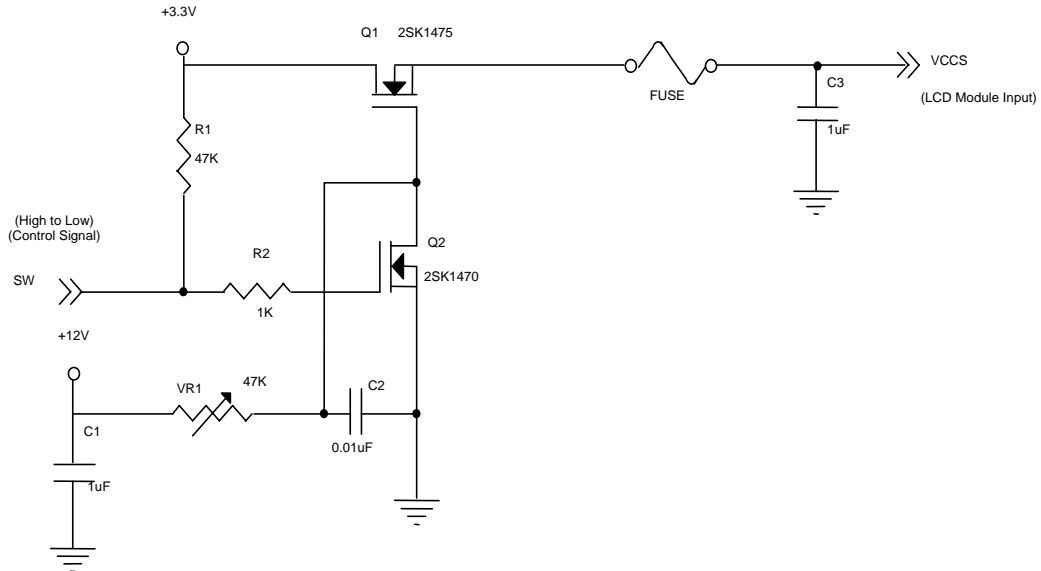 +3.3V
Q1 2SK1475
VCCS
FUSE
C3
(LCD Module Input)
1uF
R1
47K
(High to Low)
(Control Signal)
R2
Q2
SW
2SK1470
1K
+12V
VR1
47K
C2
C1
0.01uF
1uF